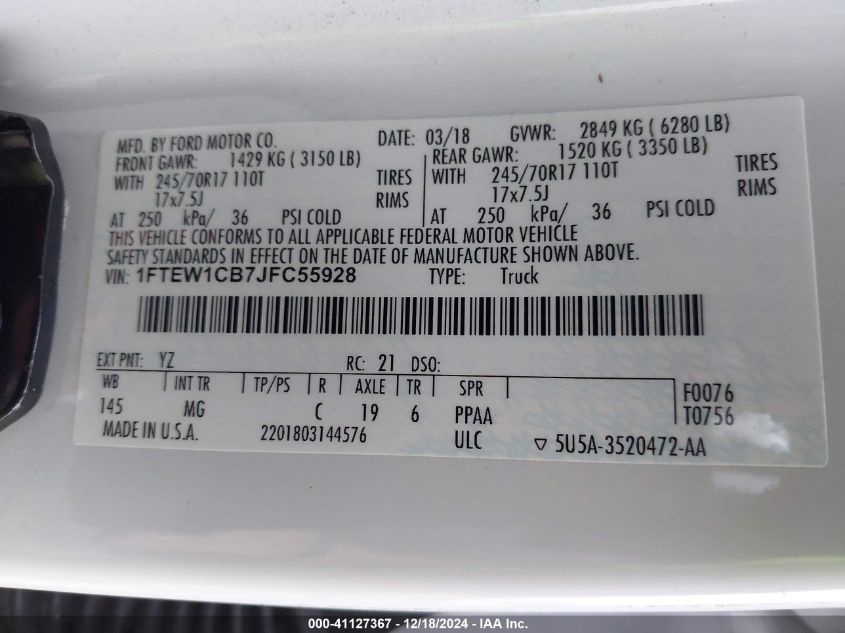 MFD. BY FORD MOTOR CO. DATE: 03/18 GVWR: 2849 KG ( 6280 LB)
FRONT GAWR: 1429 KG ( 3150 LB) REAR GAWR: 1520 KG ( 3350 LB)
WITH 245/70R17 110T TIRES WITH 245/70R17 110T TIRES
17x7.5J RIMS 17x7.5J RIMS
AT 250 kPa/ 36 PSI COLD AT 250 kPa/ 36 PSI COLD
THIS VEHICLE CONFORMS TO ALL APPLICABLE FEDERAL MOTOR VEHICLE
SAFETY STANDARDS IN EFFECT ON THE DATE OF MANUFACTURE SHOWN ABOVE.
VIN: 1FTEW1CB7JFC55928 TYPE: Truck
EXT PNT: YZ RC: 21 DSO:
WB INT TR TP/PS R AXLE TR SPR F0076
145 MG C 19 6 PPAA T0756
MADE IN U.S.A. 2201803144576 ULC ▽ 5U5A-3520472-AA
000-41127367 - 12/18/2024 - IAA Inc.